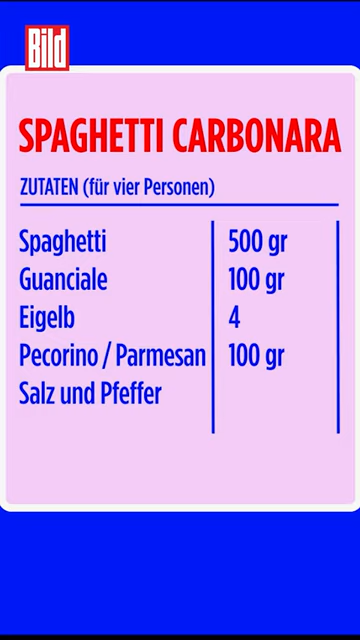 Bild
SPAGHETTI CARBONARA
ZUTATEN (für vier Personen)
Spaghetti 500 gr
Guanciale 100 gr
Eigelb 4
Pecorino / Parmesan 100 gr
Salz und Pfeffer